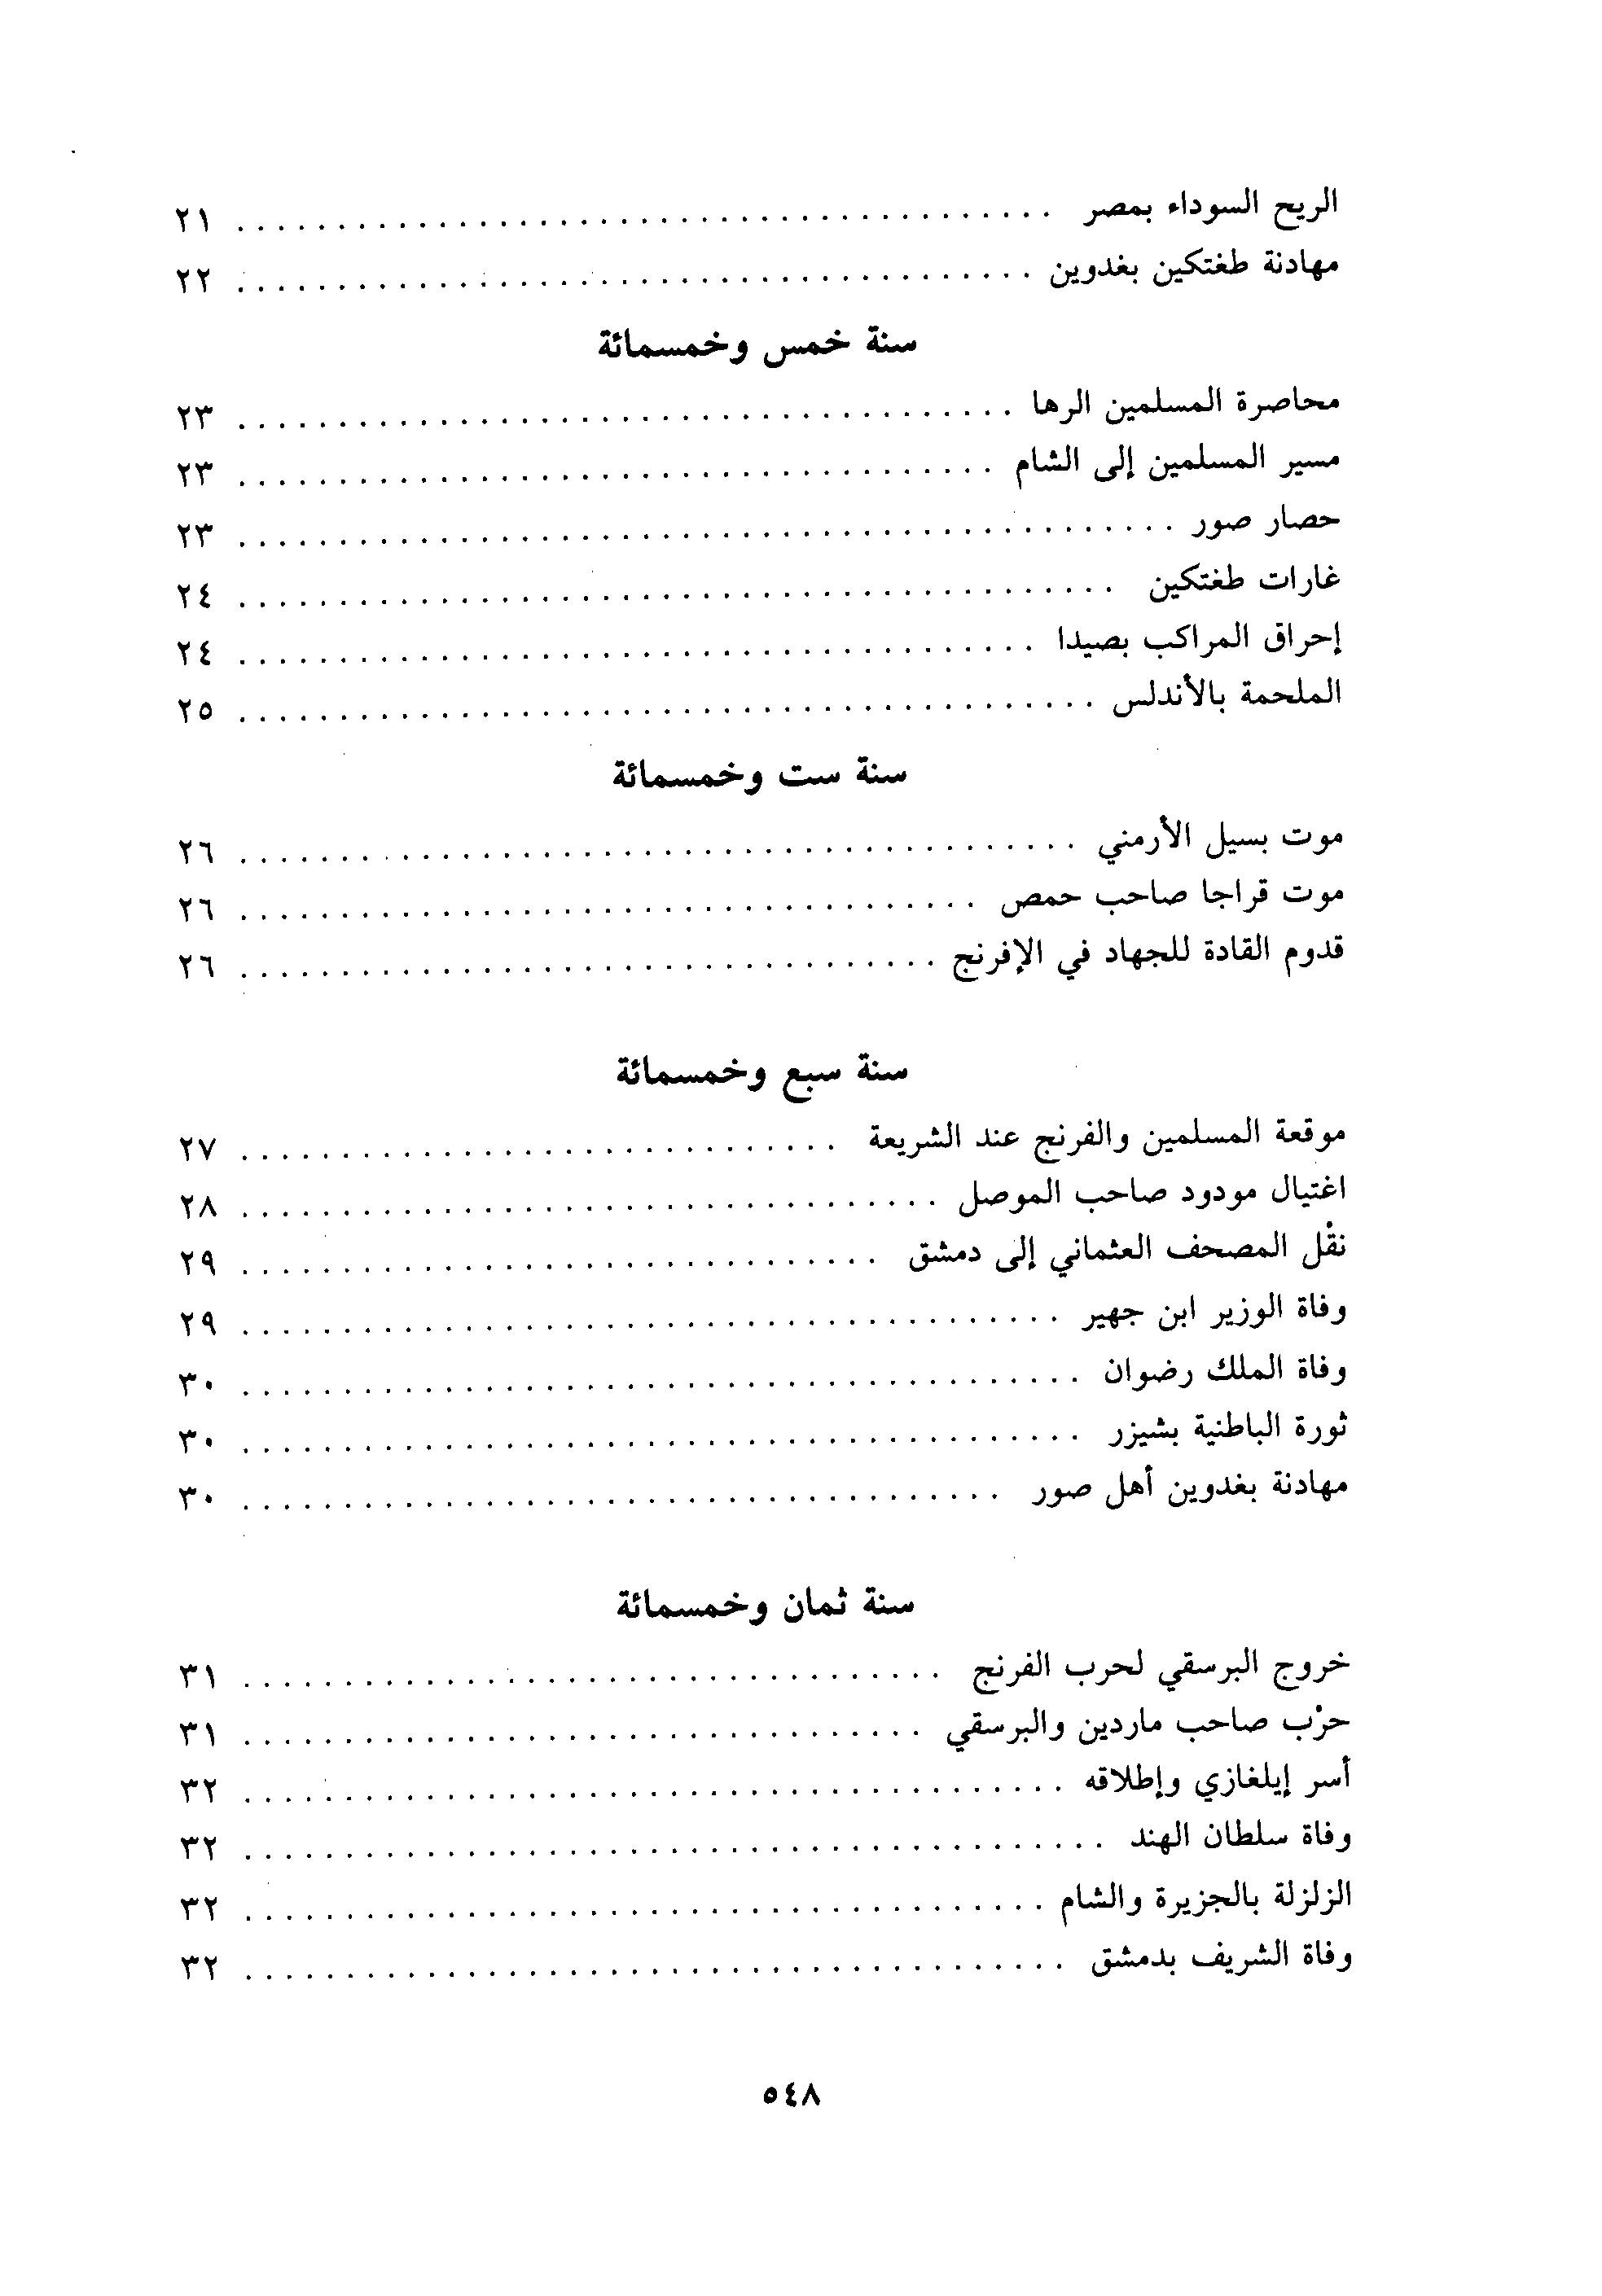 الريح السوداء بمصر ........................................ ٢١
مهادنة طغتكين بغدوين ........................................ ٢٢
سنة خمس وخمسمائة
محاصرة المسلمين الرها ....................................... ٢٣
مسير المسلمين إلى الشام ...................................... ٢٣
حصار صور ............................................... ٢٣
غارات طغتكين ............................................ ٢٤
إحراق المراكب بصيدا ........................................ ٢٤
الملحمة بالأندلس ........................................... ٢٥
سنة ست وخمسمائة
موت بسيل الأرمني .......................................... ٢٦
موت قراجا صاحب حمص ..................................... ٢٦
قدوم القادة للجهاد في الإفرنج ................................... ٢٦
سنة سبع وخمسمائة
موقعة المسلمين والفرنج عند الشريعة .............................. ٢٧
اغتيال مودود صاحب الموصل ................................... ٢٨
نقْل المصحف العثماني إلى دمشق ................................ ٢٩
وفاة الوزير ابن جهير ......................................... ٢٩
وفاة الملك رضوان .......................................... ٣٠
ثورة الباطنية بشيزر .......................................... ٣٠
مهادنة بغدوين أهل صور ...................................... ٣٠
سنة ثمان وخمسمائة
خروج البرسقي لحرب الفرنج ................................... ٣١
حرْب صاحب ماردين والبرسقي .................................. ٣١
أسر إيلغازي وإطلاقه ......................................... ٣٢
وفاة سلطان الهند ........................................... ٣٢
الزلزلة بالجزيرة والشام ........................................ ٣٢
وفاة الشريف بدمشق ......................................... ٣٢
٥٤٨